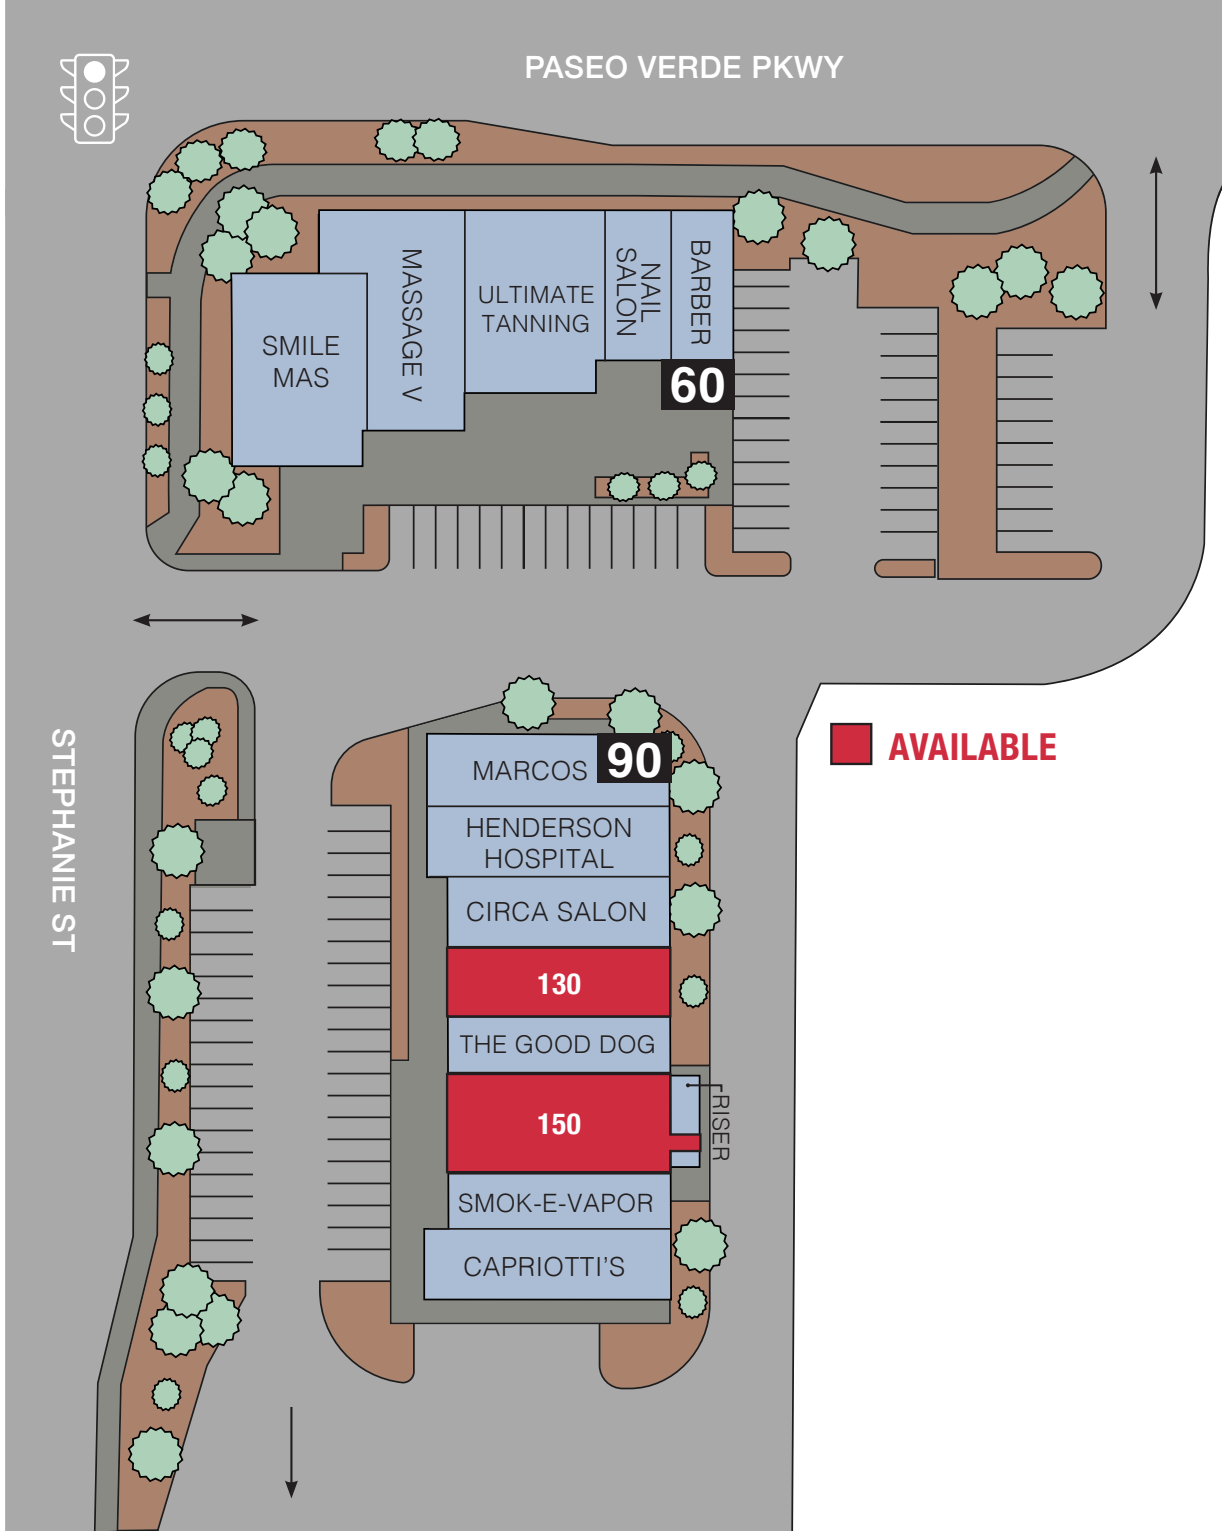 PASEO VERDE PKWY
SMILE
MAS
MASSAGE V
ULTIMATE
TANNING
NAIL
SALON
BARBER
60
STEPHANIE ST
AVAILABLE
MARCOS
90
HENDERSON
HOSPITAL
CIRCA SALON
130
THE GOOD DOG
150
RISER
SMOK-E-VAPOR
CAPRIOTTI'S